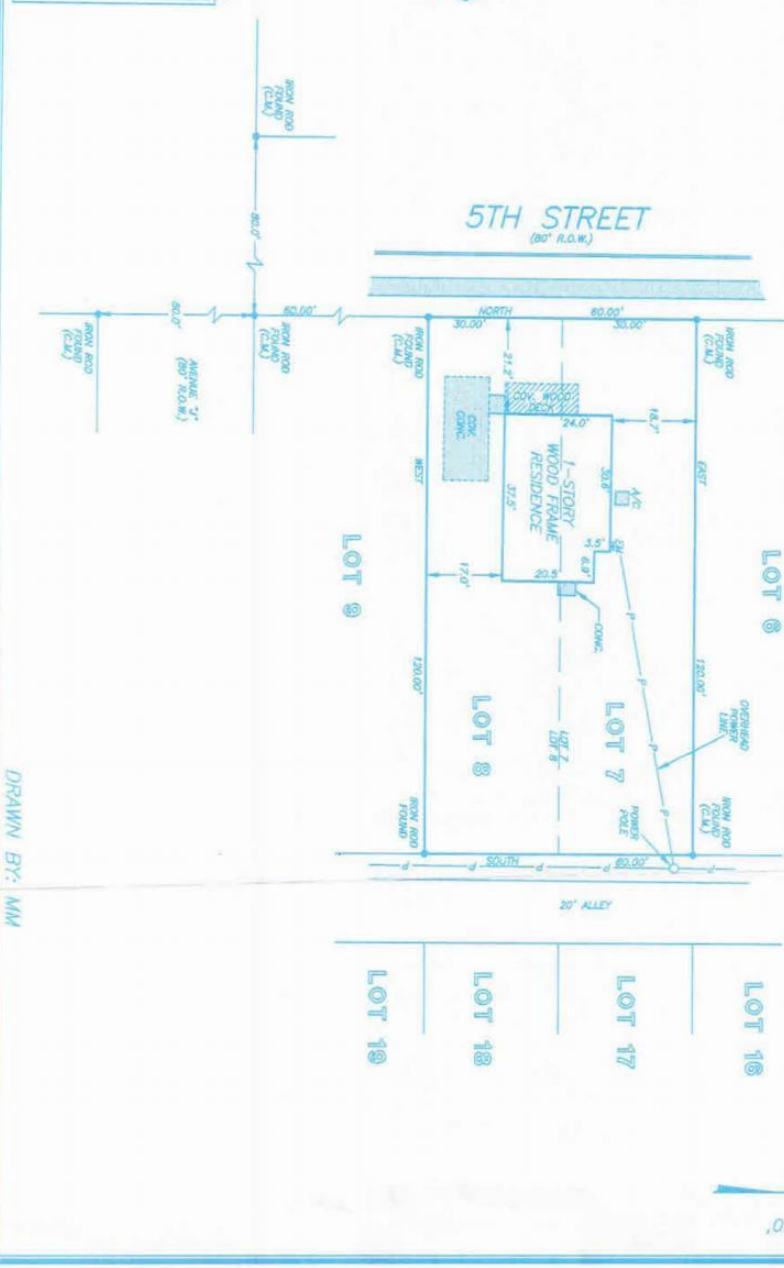 5TH STREET
(80' R.O.W.)
IRON ROD
FOUND
(C.M.)
80.0'
60.00'
IRON ROD
FOUND
(C.M.)
80.0'
IRON ROD
FOUND
(C.M.)
AVENUE "J"
(80' R.O.W.)
NORTH
60.00'
30.00'
30.00'
IRON ROD
FOUND
(C.M.)
IRON ROD
FOUND
(C.M.)
21.2'
COV. WOOD
DECK
COV.
CONC.
24.0'
18.7'
EAST
WEST
1-STORY
WOOD FRAME
RESIDENCE
30.6'
A/C
37.5'
3.5'
EM
6.9'
20.5'
17.0'
CONC.
P
P
P
P
120.00'
120.00'
OVERHEAD
POWER
LINE
LOT 6
LOT 7
LOT 8
LOT 9
LOT 7
LOT 8
IRON ROD
FOUND
(C.M.)
POWER
POLE
IRON ROD
FOUND
P
SOUTH
P
P
60.00'
P
20' ALLEY
LOT 16
LOT 17
LOT 18
LOT 19
DRAWN BY: MM
0'